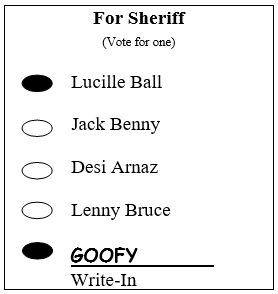 For Sheriff
(Vote for one)
Lucille Ball
Jack Benny
Desi Arnaz
Lenny Bruce
GOOFY
Write-In